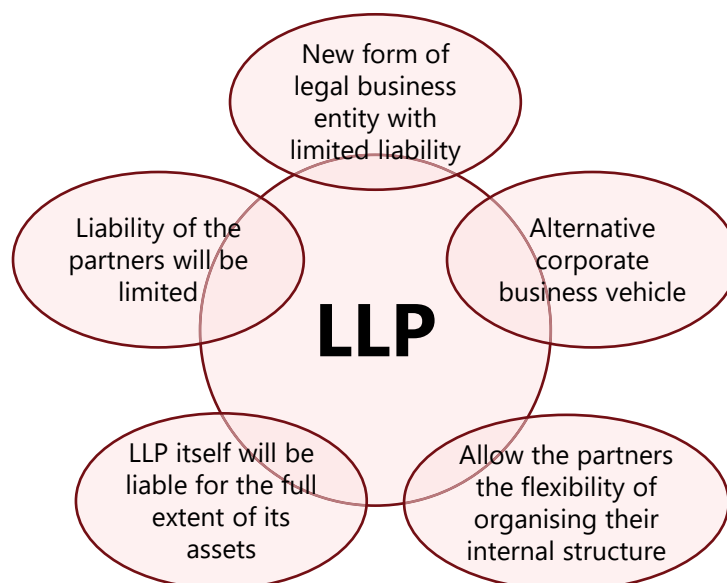 New form of
legal business
entity with
limited liability
Liability of the
partners will be
limited
Alternative
corporate
business vehicle
LLP
LLP itself will be
liable for the full
extent of its
assets
Allow the partners
the flexibility of
organising their
internal structure